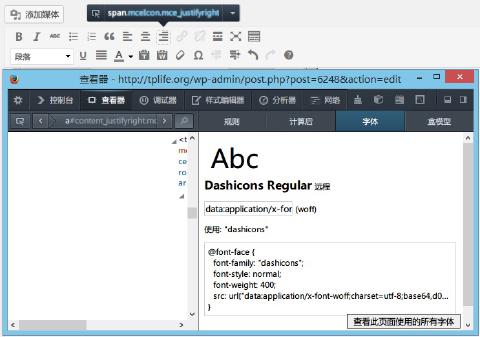 添加媒体
span.mceIcon.mce_justifyright
B I ABC
段落 U A
查看器 - http://tplife.org/wp-admin/post.php?post=6248&action=edit
控制台 查看器 调试器 样式编辑器 分析器 网络
a#content_justifyright.mc 规则 计算后 字体 盒模型
<t
m
ce
ro
ar
Abc
Dashicons Regular 远程
data:application/x-for (woff)
使用: "dashicons"
@font-face {
font-family: "dashicons";
font-style: normal;
font-weight: 400;
src: url("data:application/x-font-woff;charset=utf-8;base64,d0...
}
查看此页面使用的所有字体